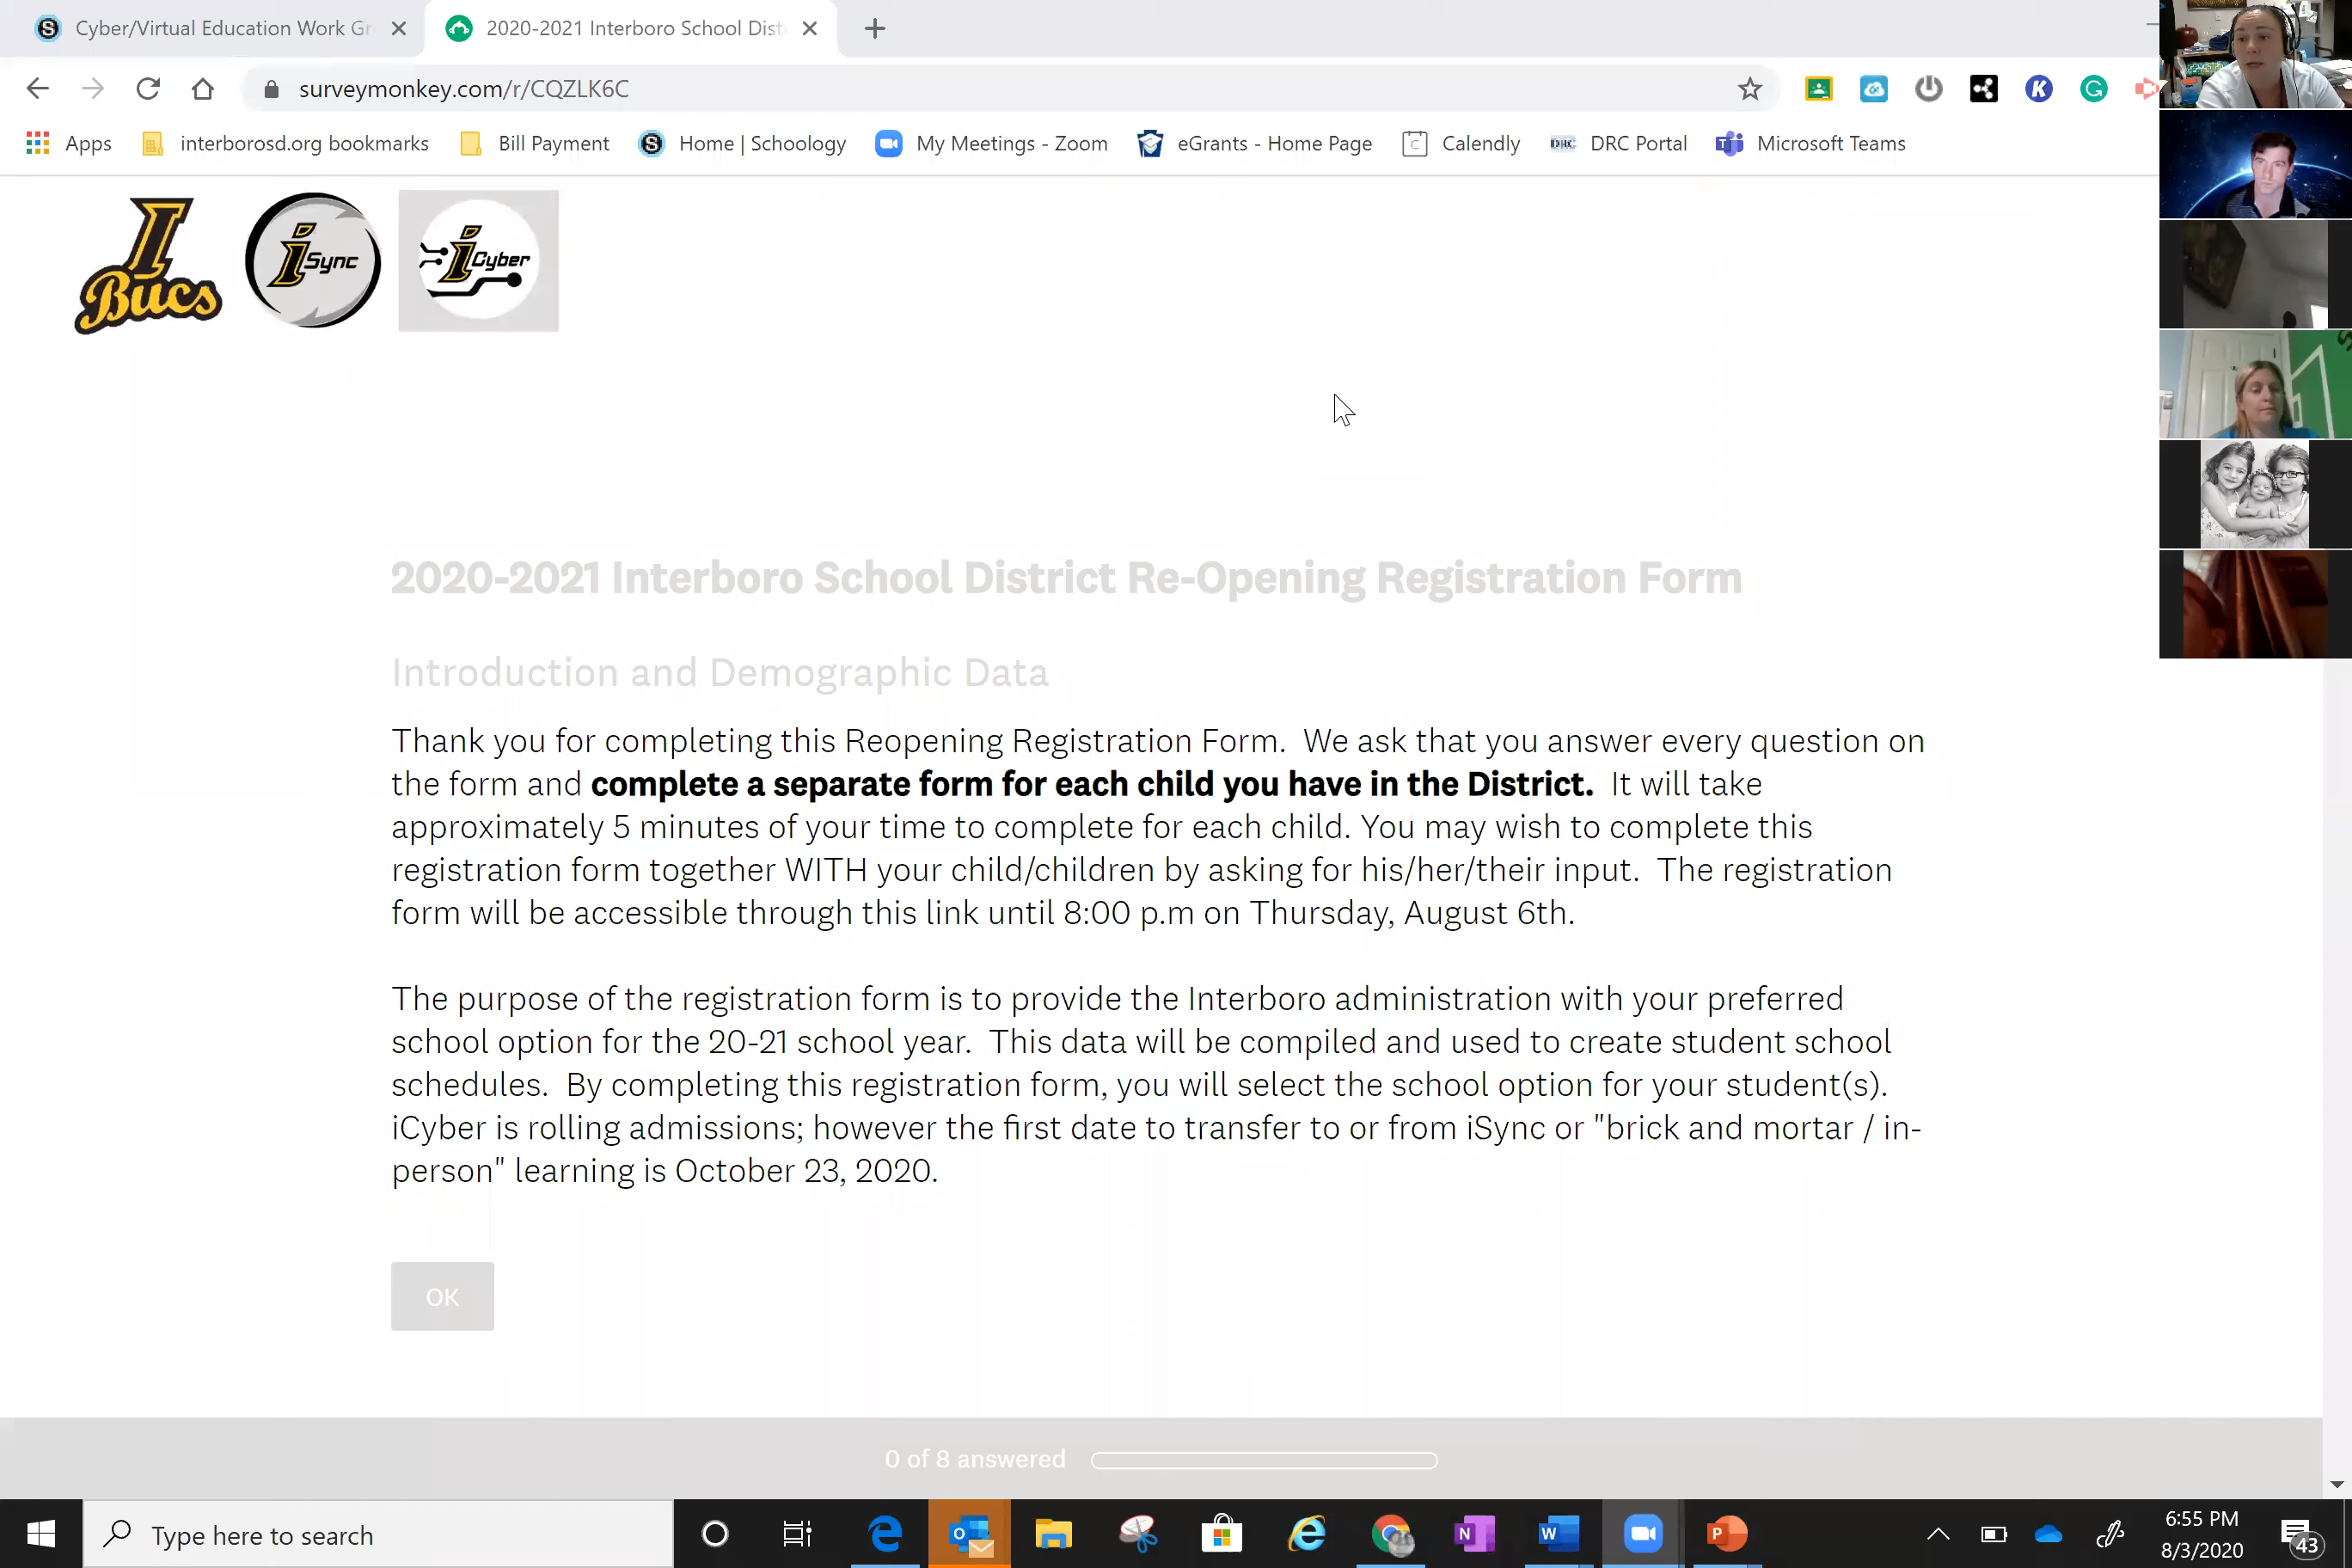 Cyber/Virtual Education Work Gr
2020-2021 Interboro School Dist
surveymonkey.com/r/CQZLK6C
Apps
interborosd.org bookmarks
Bill Payment
Home | Schoology
My Meetings - Zoom
eGrants - Home Page
Calendly
DRC Portal
Microsoft Teams
I Bucs
iSync
iCyber
2020-2021 Interboro School District Re-Opening Registration Form
Introduction and Demographic Data
Thank you for completing this Reopening Registration Form. We ask that you answer every question on
the form and complete a separate form for each child you have in the District. It will take
approximately 5 minutes of your time to complete for each child. You may wish to complete this
registration form together WITH your child/children by asking for his/her/their input. The registration
form will be accessible through this link until 8:00 p.m on Thursday, August 6th.
The purpose of the registration form is to provide the Interboro administration with your preferred
school option for the 20-21 school year. This data will be compiled and used to create student school
schedules. By completing this registration form, you will select the school option for your student(s).
iCyber is rolling admissions; however the first date to transfer to or from iSync or "brick and mortar / in-
person" learning is October 23, 2020.
OK
0 of 8 answered
Type here to search
6:55 PM
8/3/2020
43